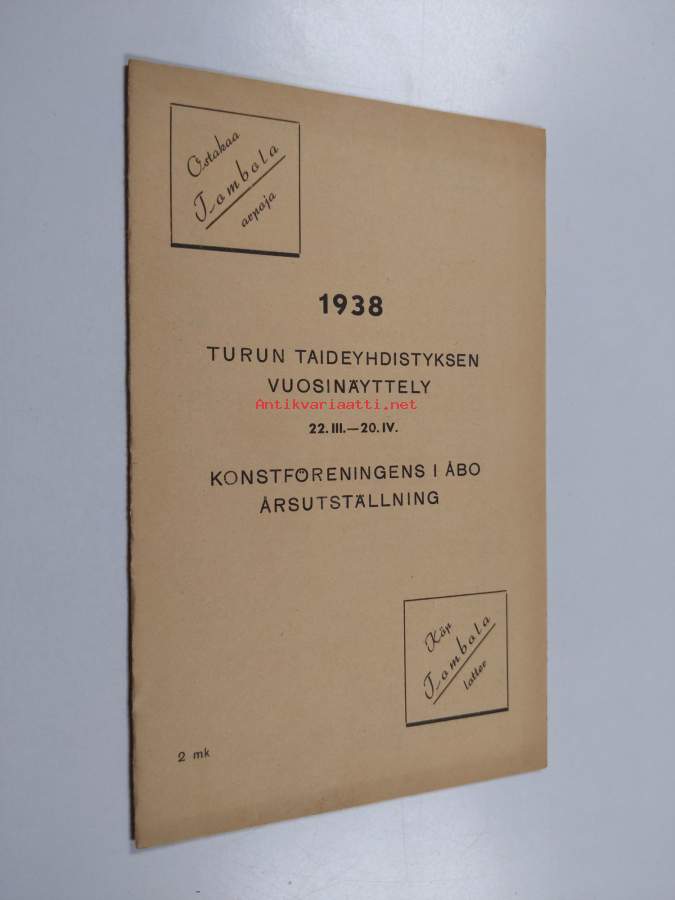 Ostakaa
Tombola
arpoja
1938
TURUN TAIDEYHDISTYKSEN
VUOSINÄYTTELY
Antikvariaatti.net
22.III.—20.IV.
KONSTFÖRENINGENS I ÅBO
ÅRSUTSTÄLLNING
Köp
Tombola
lotter
2 mk